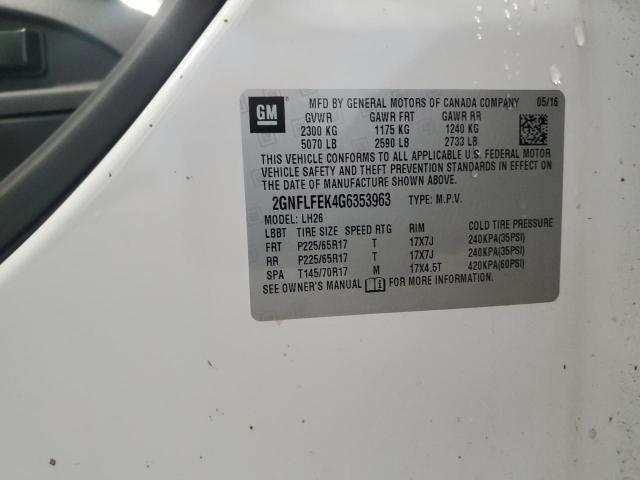 GM
MFD BY GENERAL MOTORS OF CANADA COMPANY 05/16
GVWR GAWR FRT GAWR RR
2300 KG 1175 KG 1240 KG
5070 LB 2590 LB 2733 LB
THIS VEHICLE CONFORMS TO ALL APPLICABLE U.S. FEDERAL MOTOR
VEHICLE SAFETY AND THEFT PREVENTION STANDARDS IN EFFECT ON THE
DATE OF MANUFACTURE SHOWN ABOVE.
2GNFLFEK4G6353963 TYPE: M.P.V.
MODEL: LH26
LBBT TIRE SIZE SPEED RTG RIM COLD TIRE PRESSURE
FRT P225/65R17 T 17X7J 240KPA(35PSI)
RR P225/65R17 T 17X7J 240KPA(35PSI)
SPA T145/70R17 M 17X4.5T 420KPA(60PSI)
SEE OWNER'S MANUAL FOR MORE INFORMATION.